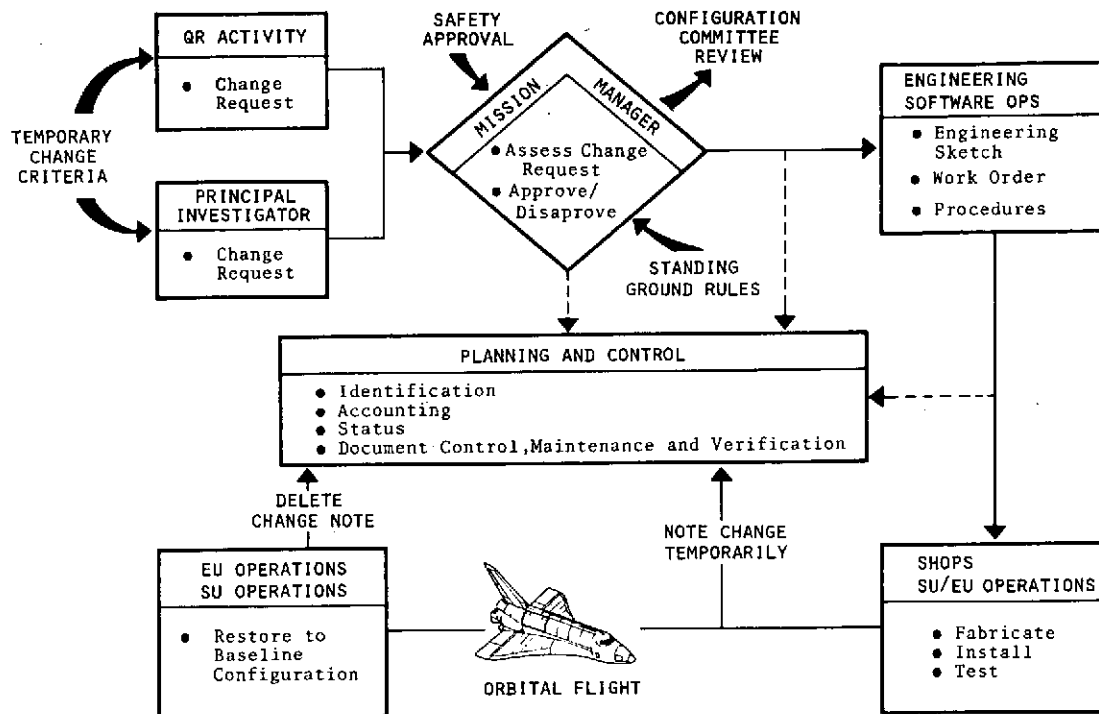 TEMPORARY
CHANGE
CRITERIA
QR ACTIVITY
● Change
Request
PRINCIPAL
INVESTIGATOR
● Change
Request
SAFETY
APPROVAL
CONFIGURATION
COMMITTEE
REVIEW
MISSION
MANAGER
● Assess Change
Request
● Approve/
Disaprove
STANDING
GROUND RULES
ENGINEERING
SOFTWARE OPS
● Engineering
Sketch
● Work Order
● Procedures
PLANNING AND CONTROL
● Identification
● Accounting
● Status
● Document Control,Maintenance and Verification
DELETE
CHANGE NOTE
NOTE CHANGE
TEMPORARILY
EU OPERATIONS
SU OPERATIONS
● Restore to
Baseline
Configuration
ORBITAL FLIGHT
SHOPS
SU/EU OPERATIONS
● Fabricate
● Install
● Test